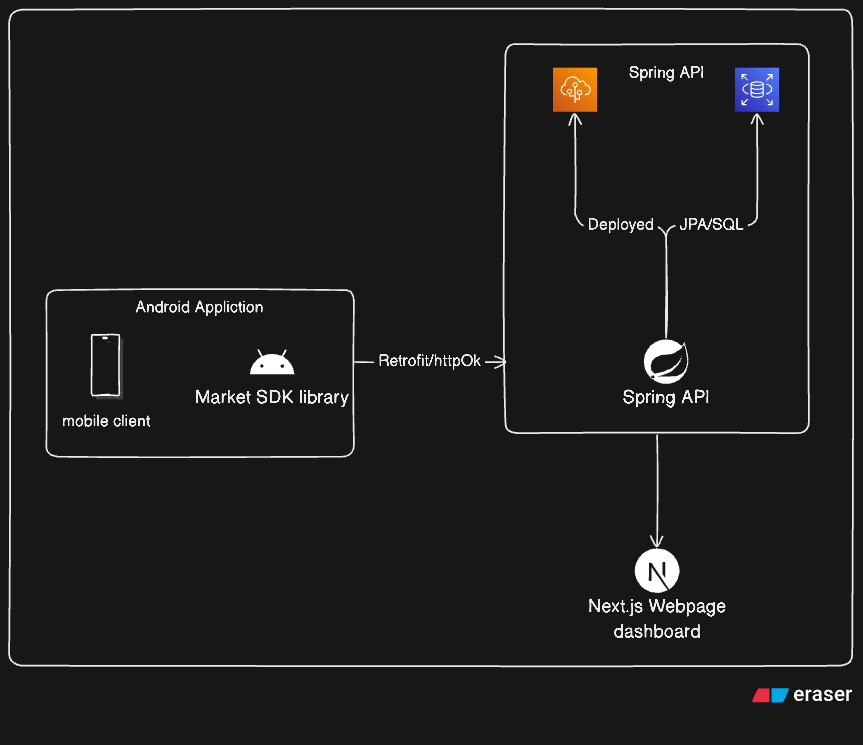 Spring API
Deployed
JPA/SQL
Android Appliction
Retrofit/httpOk
mobile client
Market SDK library
Spring API
Next.js Webpage
dashboard
eraser